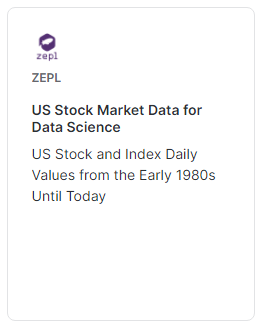 zepl
ZEPL
US Stock Market Data for
Data Science
US Stock and Index Daily
Values from the Early 1980s
Until Today